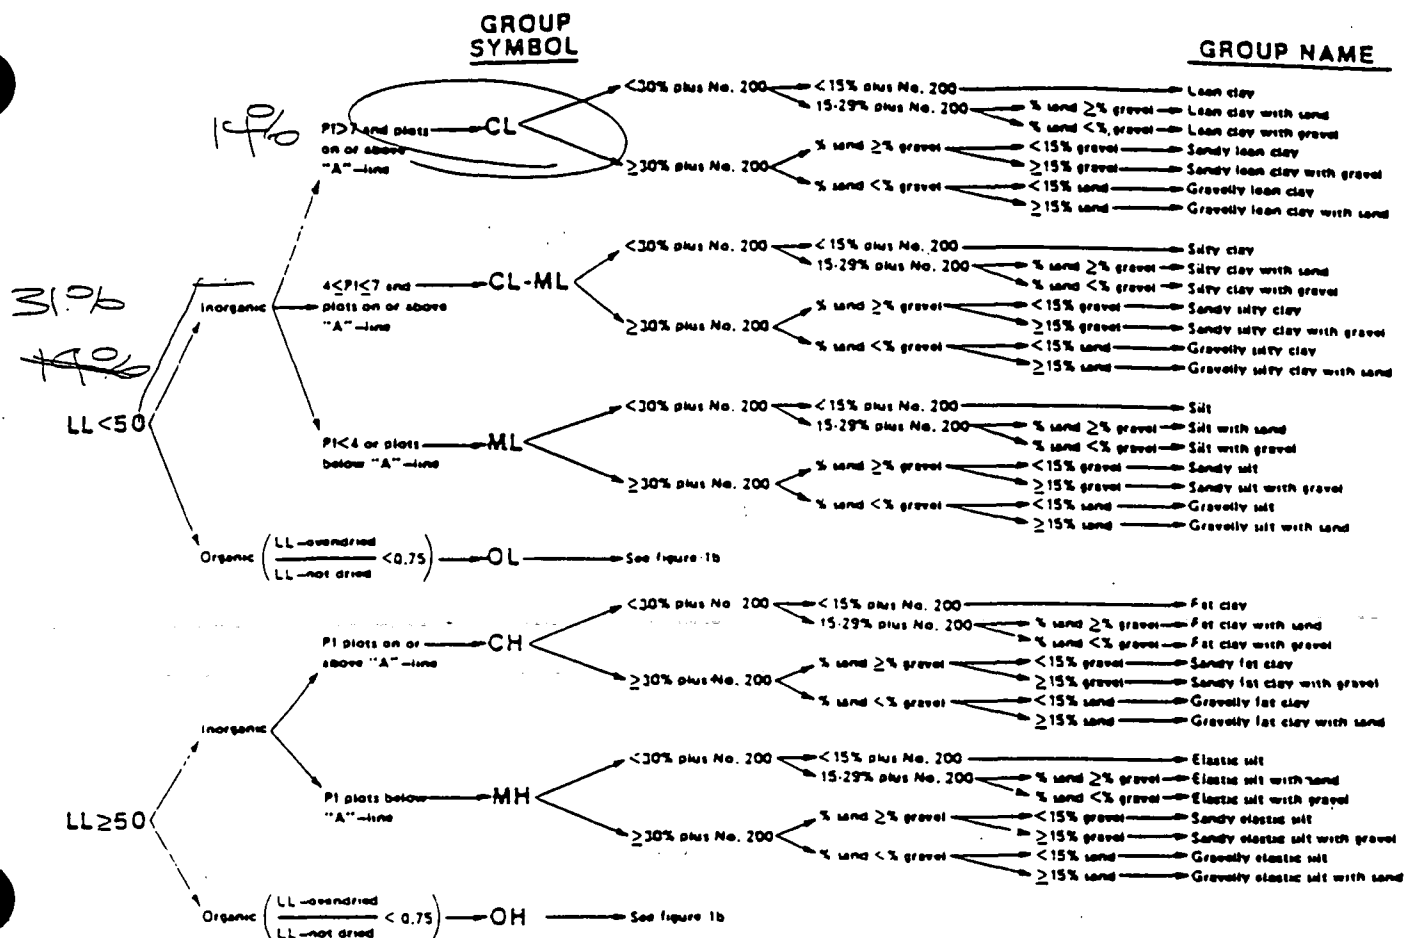 GROUP
SYMBOL
GROUP NAME
<30% plus No. 200 <15% plus No. 200 Lean clay
15-29% plus No. 200 % sand ≥% gravel Lean clay with sand
% sand <% gravel Lean clay with gravel
14%
PI>7 and plots
on or above
"A"-line
CL
≥30% plus No. 200 % sand ≥% gravel <15% gravel Sandy lean clay
≥15% gravel Sandy lean clay with gravel
% sand <% gravel <15% sand Gravelly lean clay
≥15% sand Gravelly lean clay with sand
<30% plus No. 200 <15% plus No. 200 Silty clay
15-29% plus No. 200 % sand ≥% gravel Silty clay with sand
% sand <% gravel Silty clay with gravel
31%
14%
LL<50
Inorganic
4≤PI≤7 and
plots on or above
"A"-line
CL-ML
≥30% plus No. 200 % sand ≥% gravel <15% gravel Sandy silty clay
≥15% gravel Sandy silty clay with gravel
% sand <% gravel <15% sand Gravelly silty clay
≥15% sand Gravelly silty clay with sand
<30% plus No. 200 <15% plus No. 200 Silt
15-29% plus No. 200 % sand ≥% gravel Silt with sand
% sand <% gravel Silt with gravel
PI<4 or plots
below "A"-line
ML
≥30% plus No. 200 % sand ≥% gravel <15% gravel Sandy silt
≥15% gravel Sandy silt with gravel
% sand <% gravel <15% sand Gravelly silt
≥15% sand Gravelly silt with sand
Organic (LL-ovendried
LL-not dried <0.75) OL See figure 1b
<30% plus No. 200 <15% plus No. 200 Fat clay
15-29% plus No. 200 % sand ≥% gravel Fat clay with sand
% sand <% gravel Fat clay with gravel
PI plots on or
above "A"-line
CH
≥30% plus No. 200 % sand ≥% gravel <15% gravel Sandy fat clay
≥15% gravel Sandy fat clay with gravel
% sand <% gravel <15% sand Gravelly fat clay
≥15% sand Gravelly fat clay with sand
Inorganic
LL≥50
<30% plus No. 200 <15% plus No. 200 Elastic silt
15-29% plus No. 200 % sand ≥% gravel Elastic silt with sand
% sand <% gravel Elastic silt with gravel
PI plots below
"A"-line
MH
≥30% plus No. 200 % sand ≥% gravel <15% gravel Sandy elastic silt
≥15% gravel Sandy elastic silt with gravel
% sand <% gravel <15% sand Gravelly elastic silt
≥15% sand Gravelly elastic silt with sand
Organic (LL-ovendried
LL-not dried <0.75) OH See figure 1b